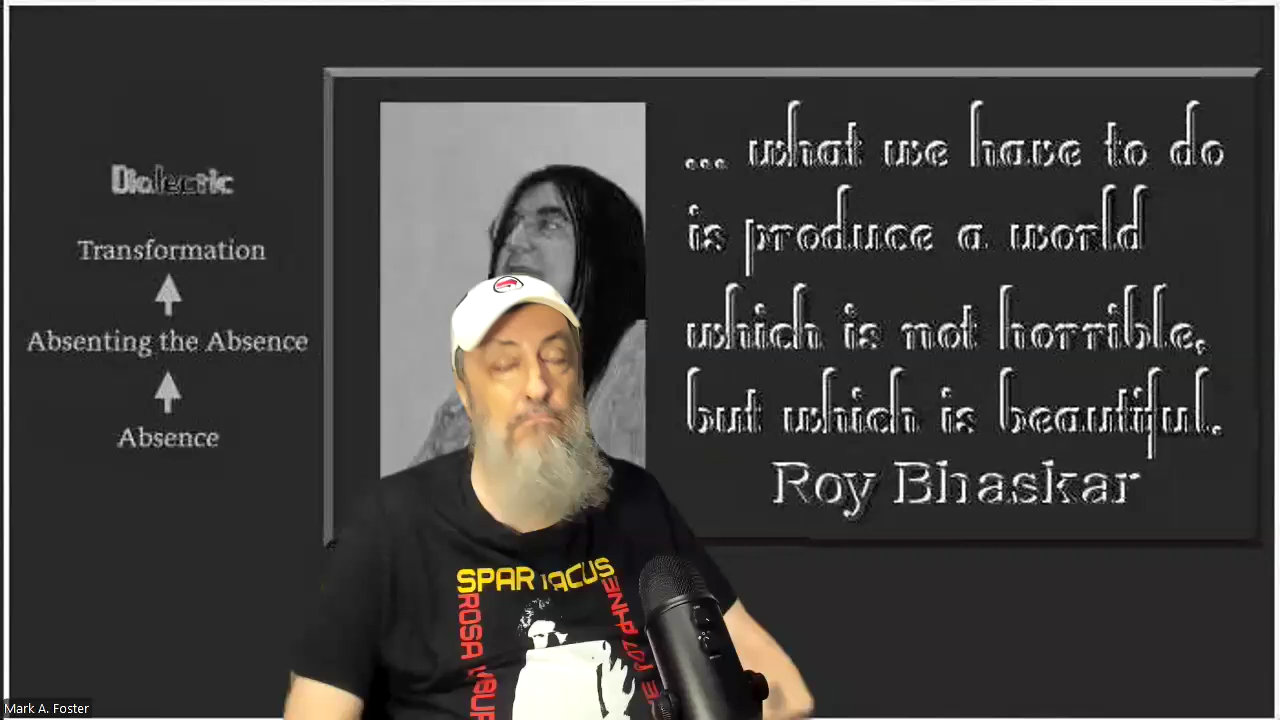 Dialectic
Transformation
Absenting the Absence
Absence
... what we have to do
is produce a world
which is not horrible,
but which is beautiful.
Roy Bhaskar
SPARTACUS
ROSA
Mark A. Foster